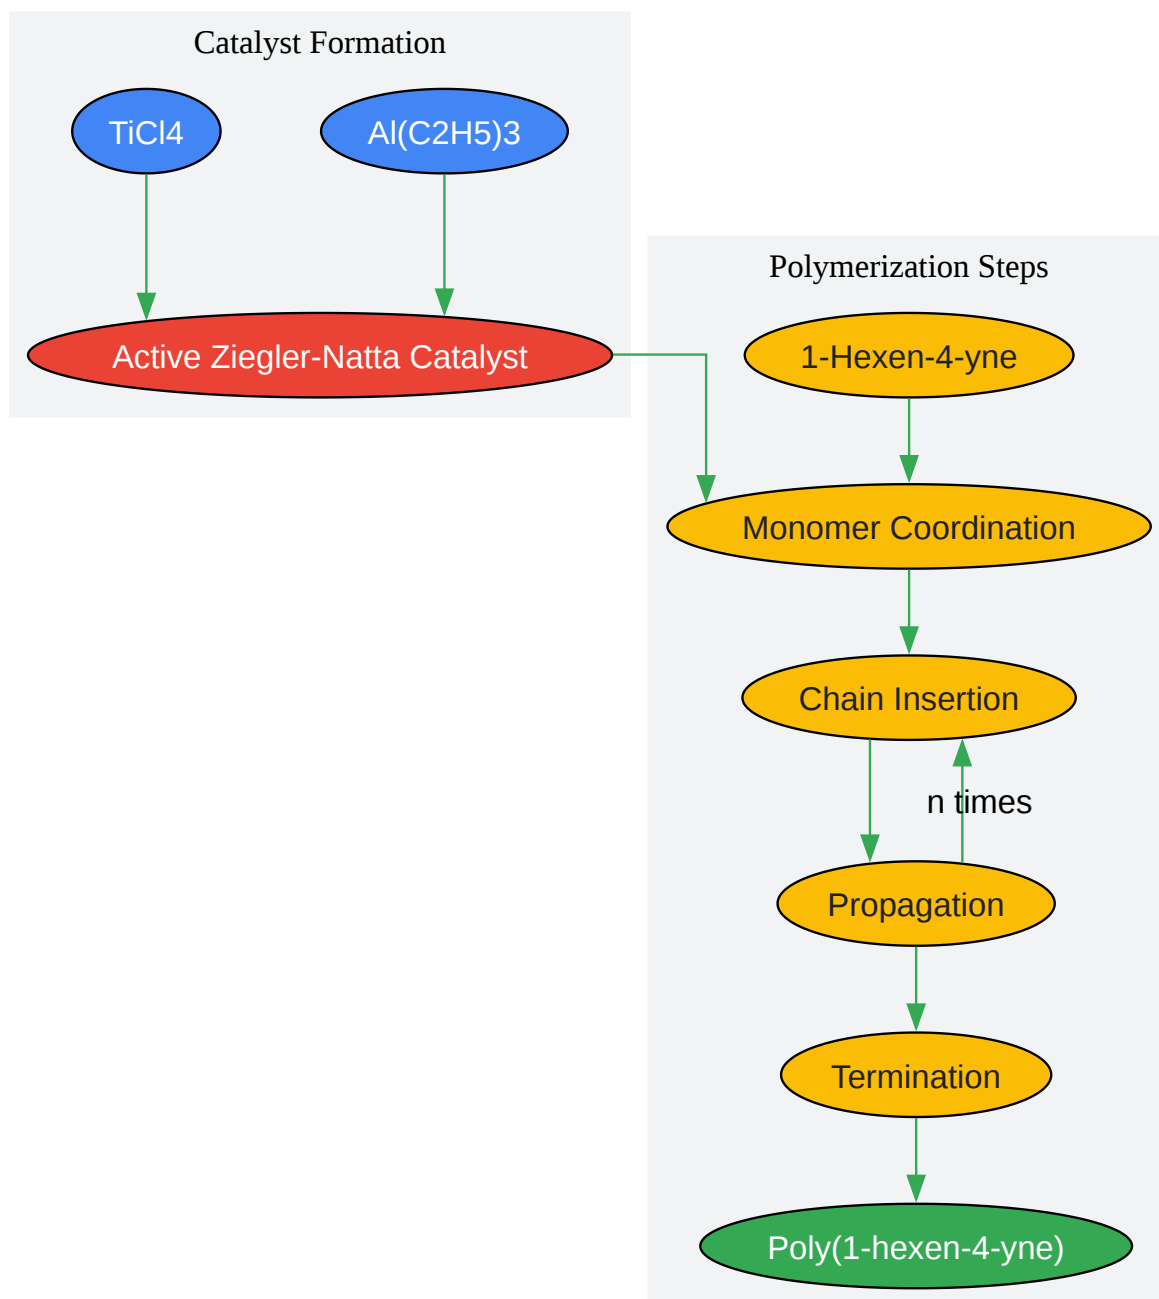 Catalyst Formation
TiCl4
Al(C2H5)3
Active Ziegler-Natta Catalyst
Polymerization Steps
1-Hexen-4-yne
Monomer Coordination
Chain Insertion
n times
Propagation
Termination
Poly(1-hexen-4-yne)